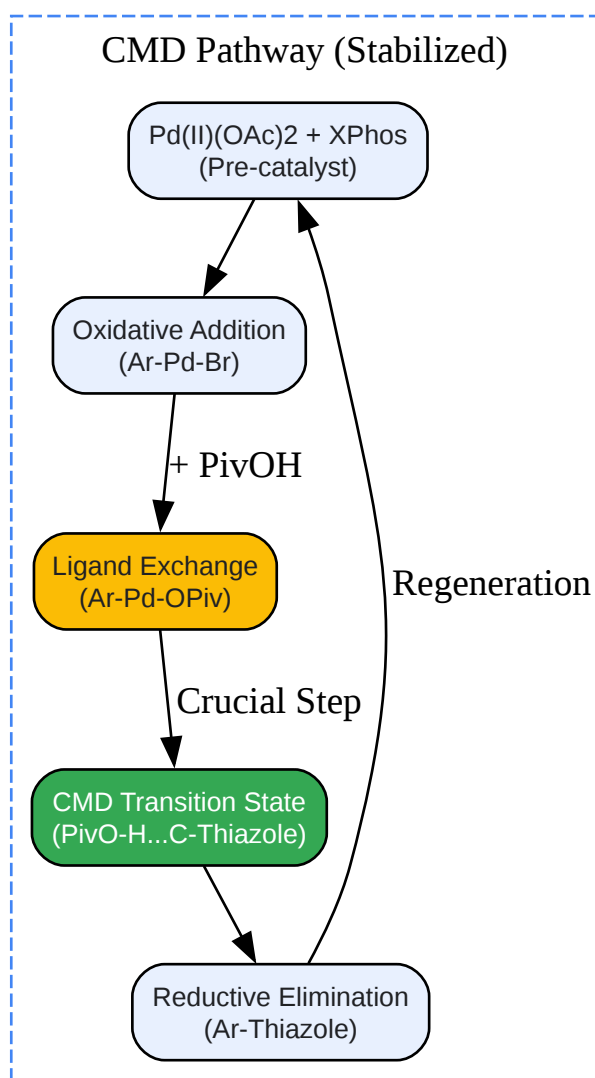 CMD Pathway (Stabilized)
Pd(II)(OAc)2 + XPhos
(Pre-catalyst)
Oxidative Addition
(Ar-Pd-Br)
+ PivOH
Ligand Exchange
(Ar-Pd-OPiv)
Regeneration
Crucial Step
CMD Transition State
(PivO-H...C-Thiazole)
Reductive Elimination
(Ar-Thiazole)